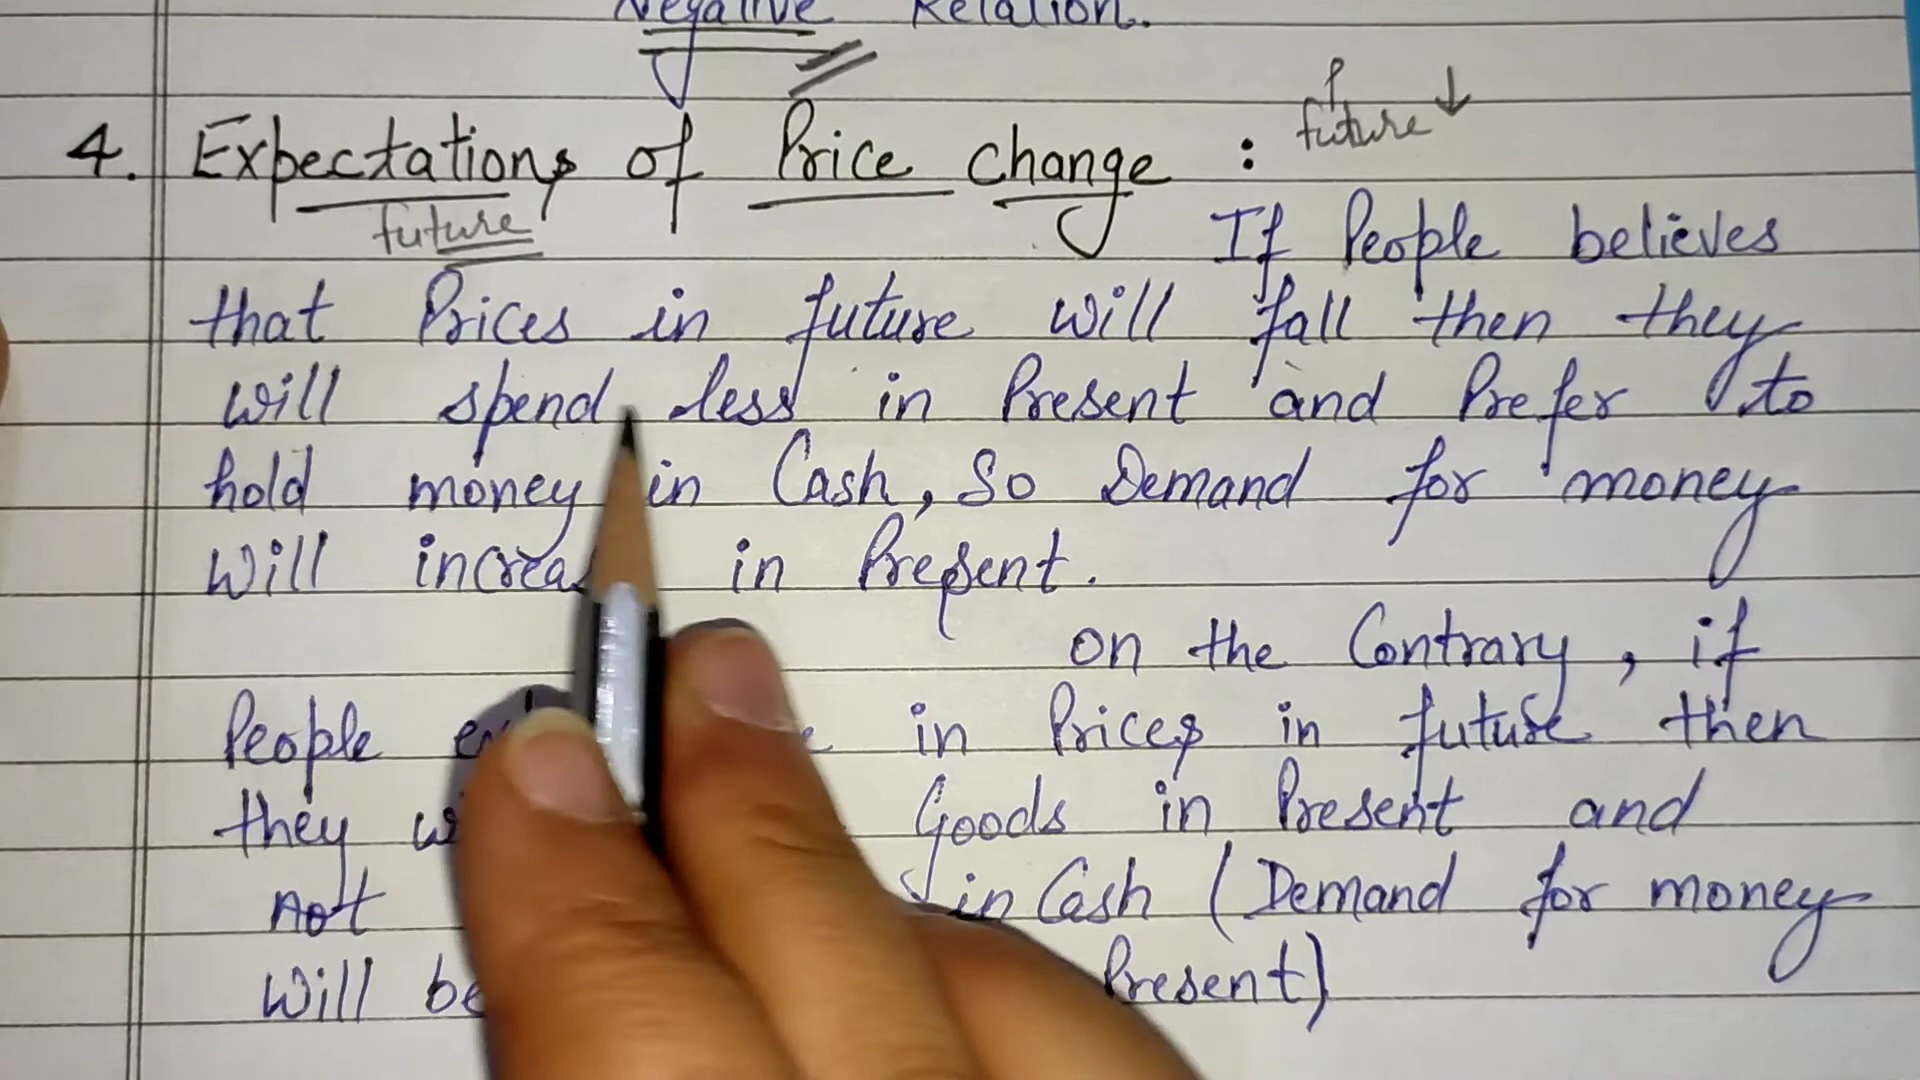 Negative Relation.
P
future ↓
4. Expectations of Price change :
future
If People believes
that Prices in future will fall then they
will spend less in Present and Prefer to
hold money in Cash, So Demand for money
will increa in Present.
on the Contrary, if
People in Prices in future then
they Goods in Present and
not in Cash (Demand for money
will be Present)